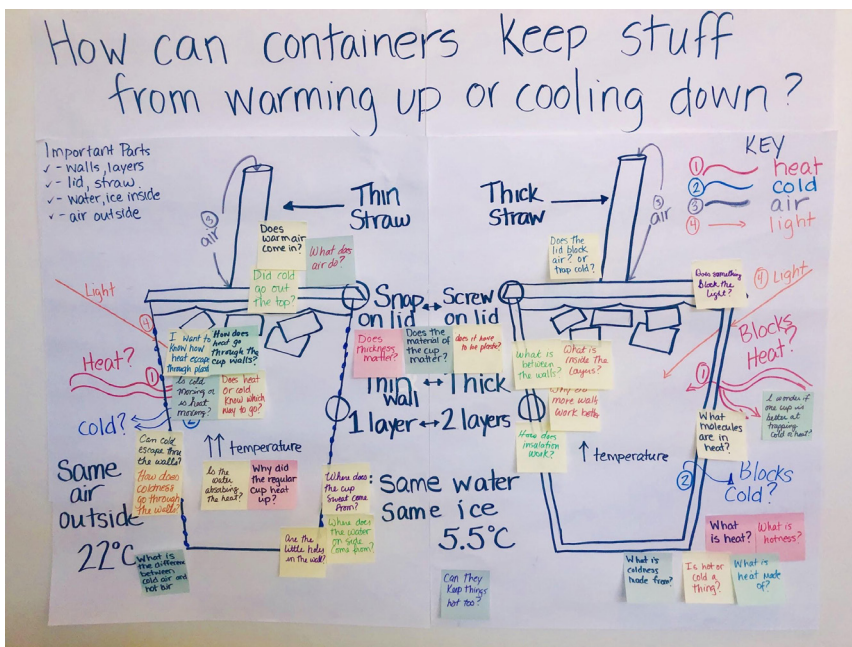 How can containers keep stuff
from warming up or cooling down?
Important Parts
✓ - walls, layers
✓ - lid, straw
✓ - water, ice inside
✓ - air outside
KEY
1 heat
2 cold
3 air
4 light
Thin
Straw
Thick
Straw
3
air
3
air
Does
warm air
come in?
What does
air do?
Did cold
go out
the top?
Does the
lid block
air? or
trap cold?
Does something
block the
light?
Light
4
4 Light
Snap ↔ Screw
on lid on lid
Does
thickness
matter?
Does the
material of
the cup
matter?
does it have
to be plastic?
Thin ↔ Thick
wall
1 layer ↔ 2 layers
I want to
know how
heat escape
through
How does
heat go
through the
cup walls?
Is cold
moving or
is heat
moving?
Does heat
or cold
know which
way to go?
Heat?
1
Cold?
What is
between
the walls?
What is
inside the
layers?
Why did
more walls
work
How does
insulation
work?
Blocks
Heat?
1
I wonder if
one cup is
better at
trapping
cold
heat?
What
molecules
are in
heat?
Can cold
escape thru
the walls?
How does
coldness
go through
the walls?
↑↑ temperature
↑ temperature
Is the
water
absorbing
the heat?
Why did
the regular
cup heat
up?
Where does
the cup
sweat come
from?
Where does
the water
on side
come from?
Are the
little holes
in the wall?
Same
air
outside
22°C
: Same water
Same ice
5.5°C
2 Blocks
Cold?
What
is heat?
What is
hotness?
What is
the difference
between
cold air and
hot air
Can they
keep things
hot too?
What is
coldness
made from?
Is hot or
cold a
thing?
What is
heat made
of?